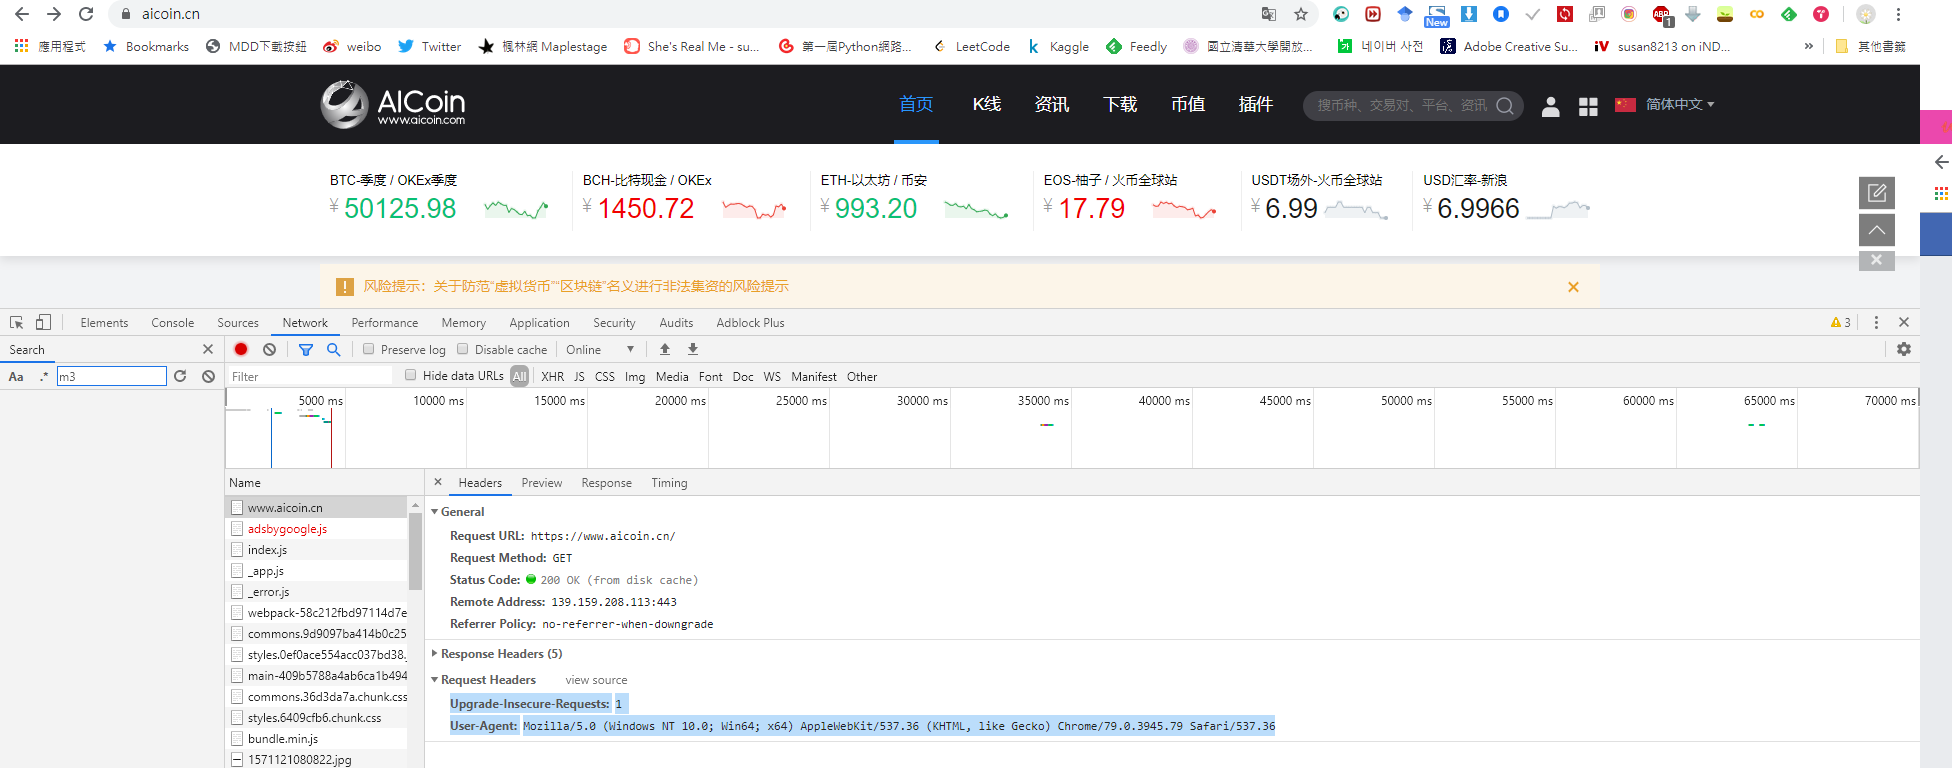 aicoin.cn
New
ABP
1
應用程式 Bookmarks MDD下載按鈕 weibo Twitter 楓林網 Maplestage She's Real Me - su... 第一屆Python網路... LeetCode Kaggle Feedly 國立清華大學開放... 네이버 사전 Adobe Creative Su... susan8213 on iND... » 其他書籤
AICoin
www.aicoin.com
首页 K线 资讯 下载 币值 插件 搜币种、交易对、平台、资讯 简体中文
BTC-季度 / OKEx季度 BCH-比特现金 / OKEx ETH-以太坊 / 币安 EOS-柚子 / 火币全球站 USDT场外-火币全球站 USD汇率-新浪
¥ 50125.98 ¥ 1450.72 ¥ 993.20 ¥ 17.79 ¥ 6.99 ¥ 6.9966
风险提示：关于防范“虚拟货币”“区块链”名义进行非法集资的风险提示
Elements Console Sources Network Performance Memory Application Security Audits Adblock Plus 3
Search Preserve log Disable cache Online
Aa .* m3 Filter Hide data URLs All XHR JS CSS Img Media Font Doc WS Manifest Other
5000 ms 10000 ms 15000 ms 20000 ms 25000 ms 30000 ms 35000 ms 40000 ms 45000 ms 50000 ms 55000 ms 60000 ms 65000 ms 70000 ms
Name Headers Preview Response Timing
www.aicoin.cn
adsbygoogle.js
index.js
_app.js
_error.js
webpack-58c212fbd97114d7e
commons.9d9097ba414b0c25
styles.0ef0ace554acc037bd38.
main-409b5788a4ab6ca1b494
commons.36d3da7a.chunk.css
styles.6409cfb6.chunk.css
bundle.min.js
1571121080822.jpg
General
Request URL: https://www.aicoin.cn/
Request Method: GET
Status Code: 200 OK (from disk cache)
Remote Address: 139.159.208.113:443
Referrer Policy: no-referrer-when-downgrade
Response Headers (5)
Request Headers view source
Upgrade-Insecure-Requests: 1
User-Agent: Mozilla/5.0 (Windows NT 10.0; Win64; x64) AppleWebKit/537.36 (KHTML, like Gecko) Chrome/79.0.3945.79 Safari/537.36